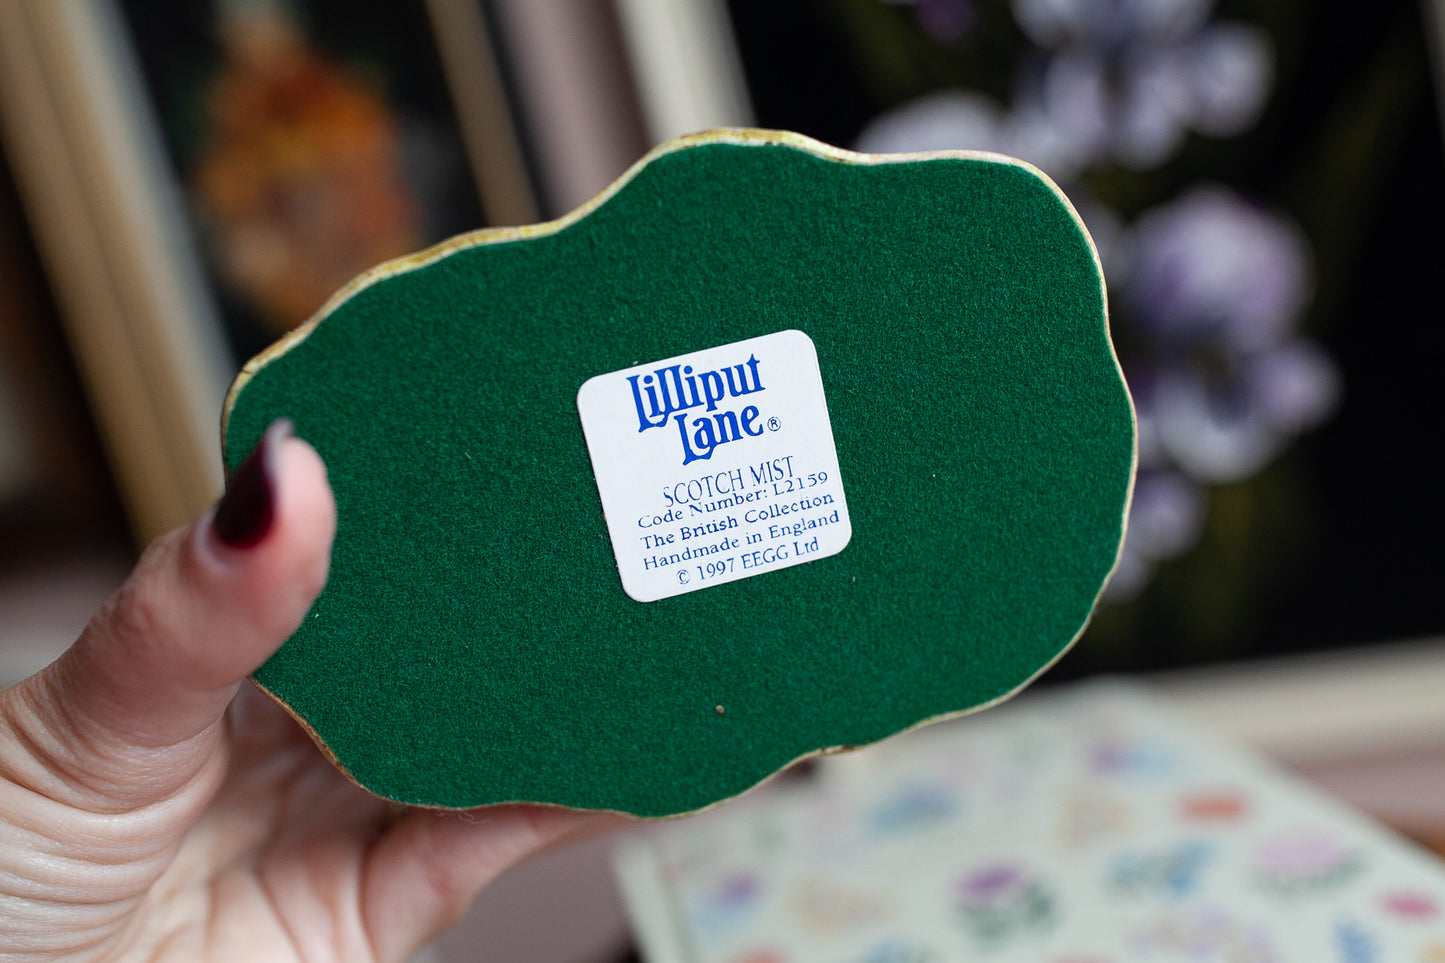 Lilliput
Lane®
SCOTCH MIST
Code Number: L2159
The British Collection
Handmade in England
© 1997 EEGG Ltd